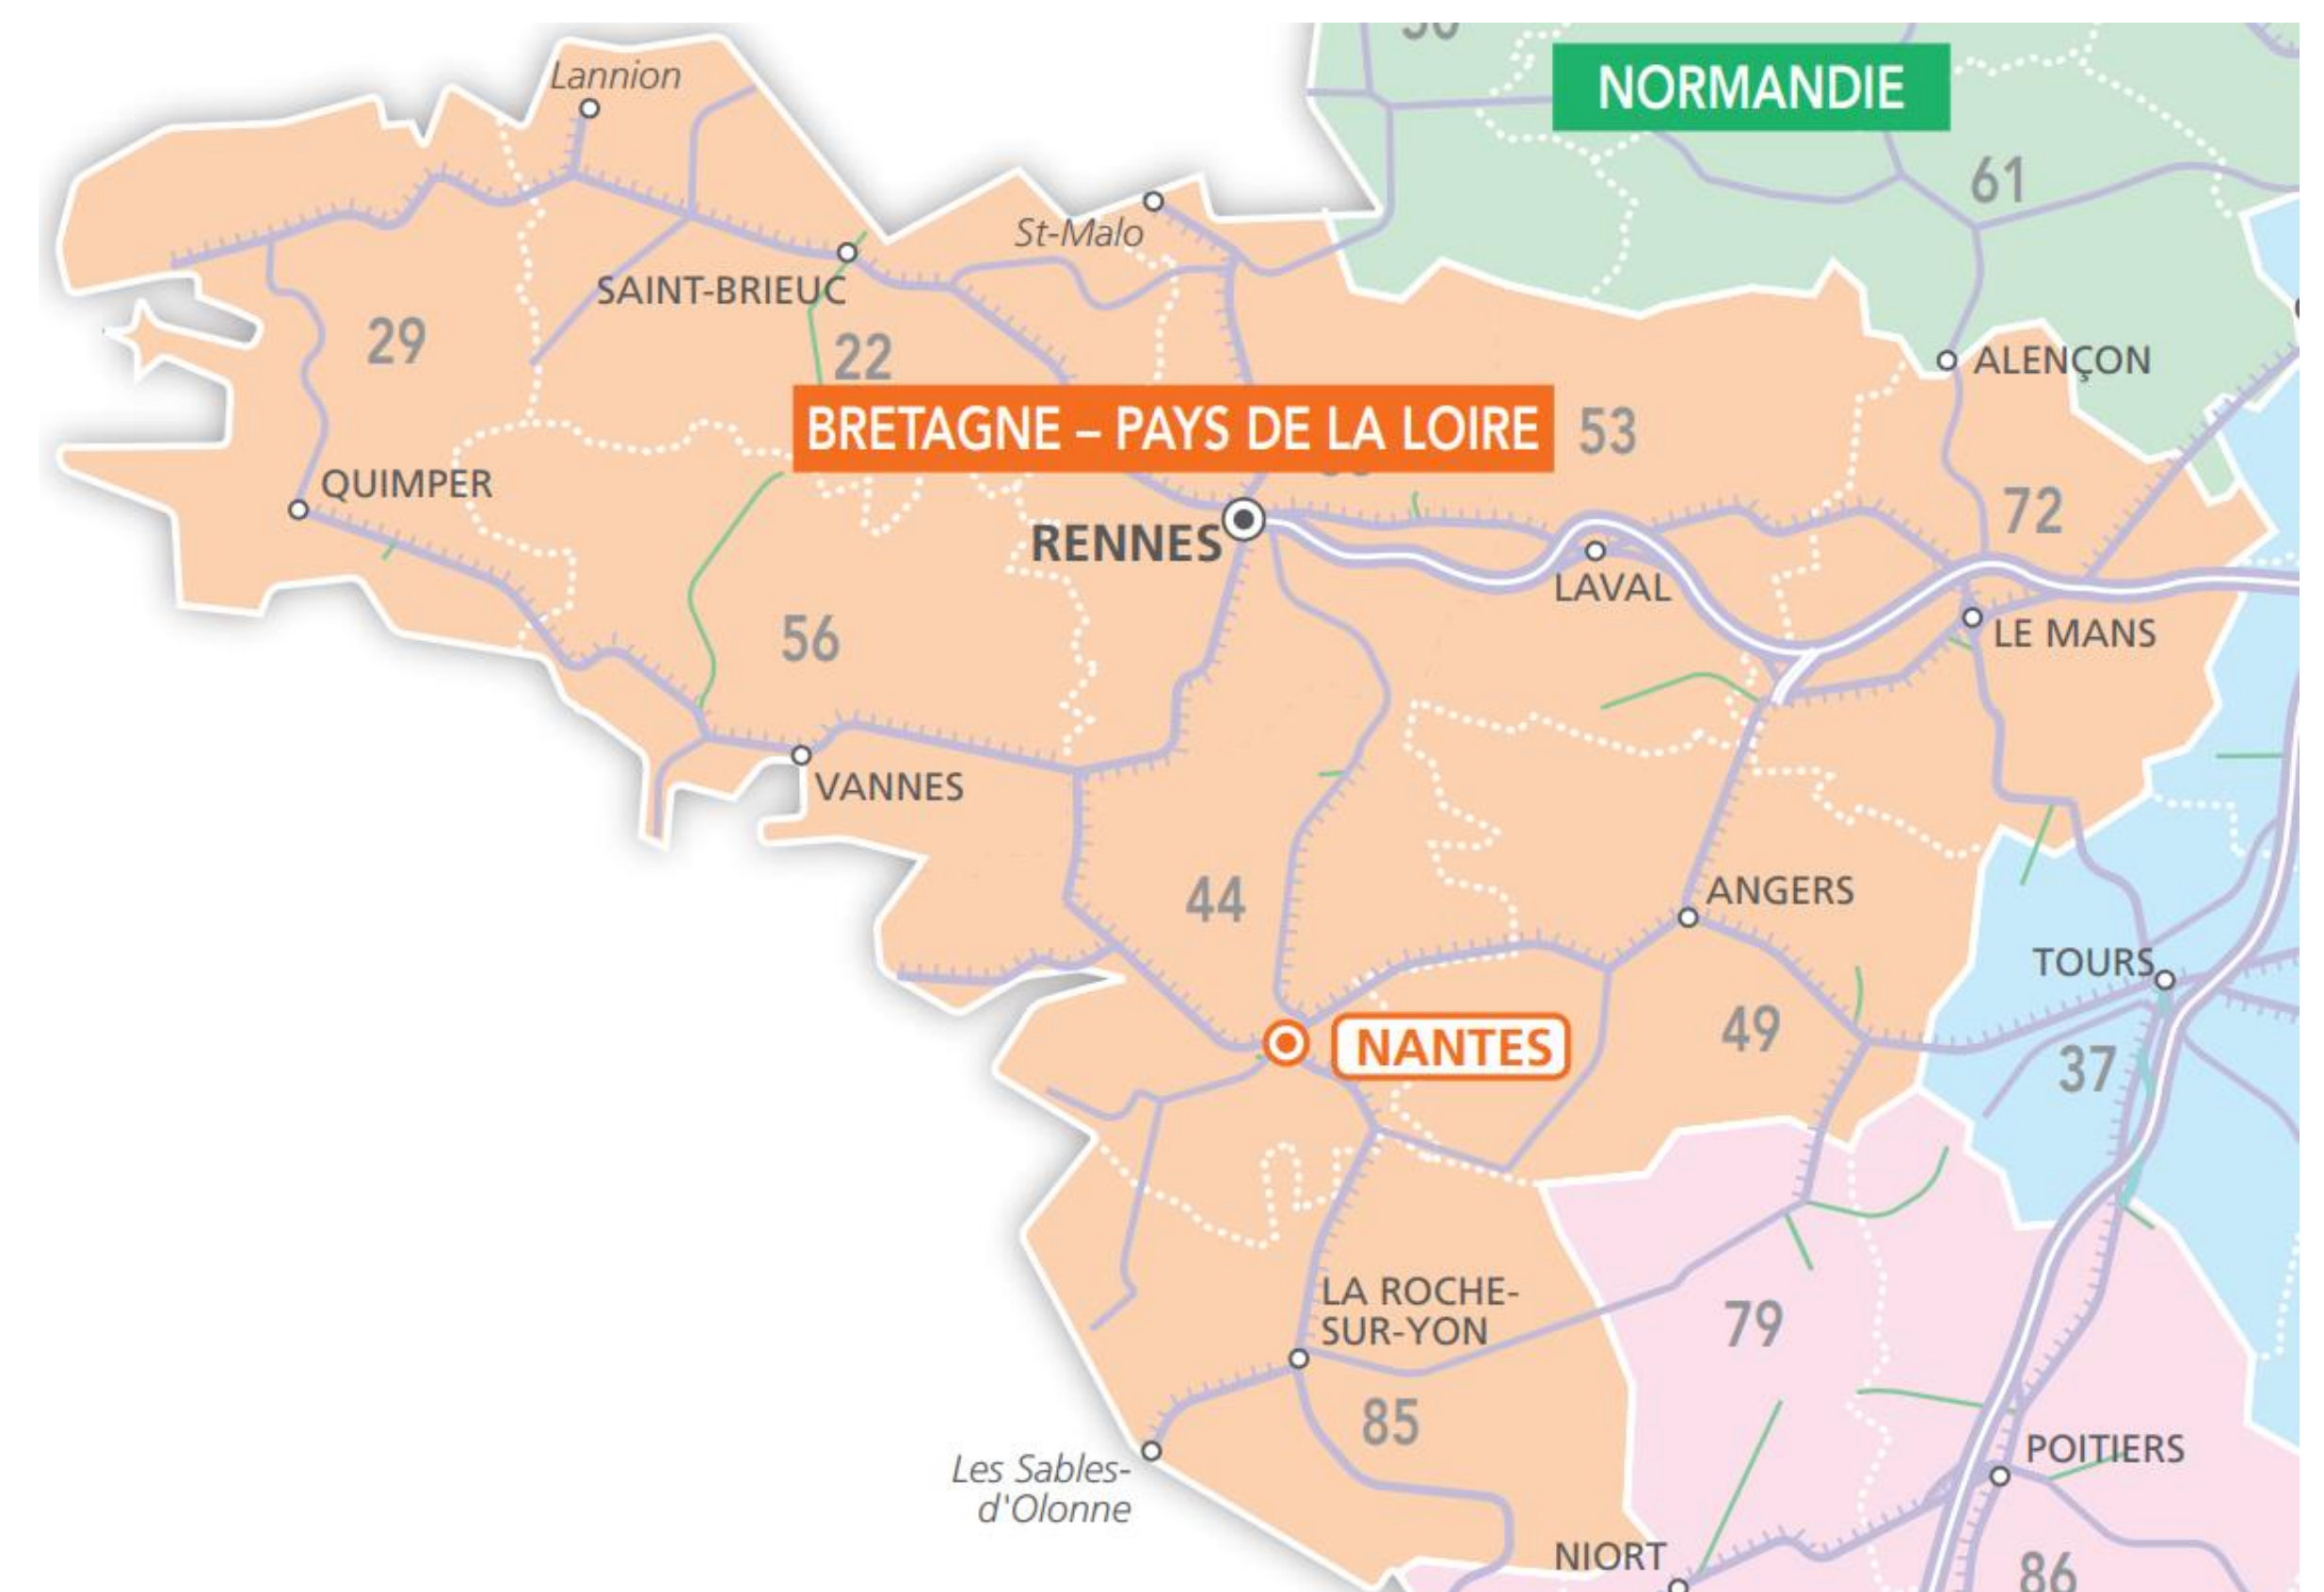 Lannion
NORMANDIE
61
St-Malo
SAINT-BRIEUC
29
22
ALENÇON
BRETAGNE – PAYS DE LA LOIRE
53
QUIMPER
72
RENNES
LAVAL
56
LE MANS
VANNES
44
ANGERS
TOURS
49
NANTES
37
LA ROCHE-
SUR-YON
79
85
POITIERS
Les Sables-
d'Olonne
NIORT
86